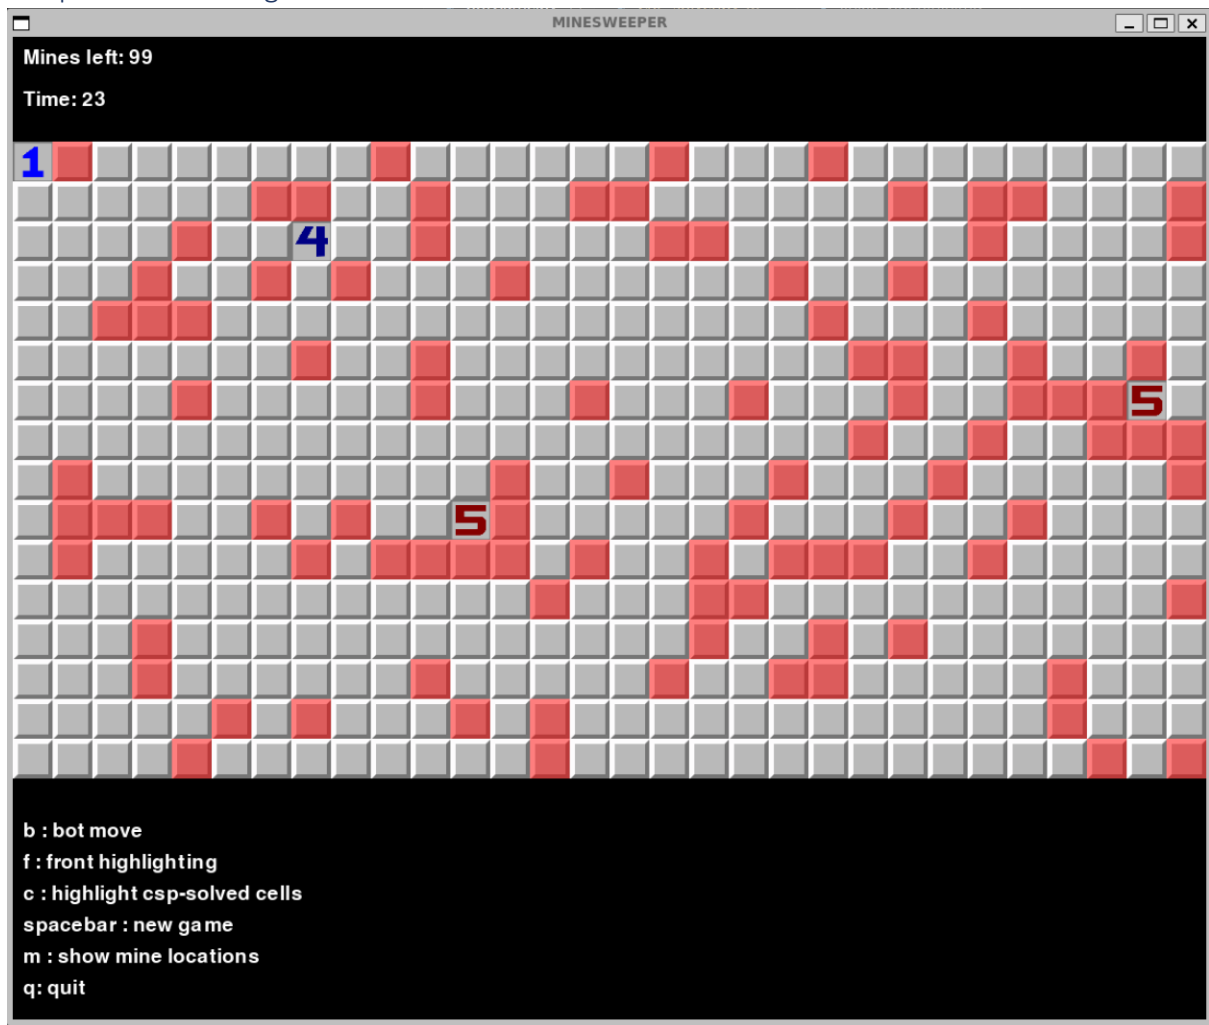 MINESWEEPER
Mines left: 99
Time: 23
1
4
5
5
b : bot move
f : front highlighting
c : highlight csp-solved cells
spacebar : new game
m : show mine locations
q: quit